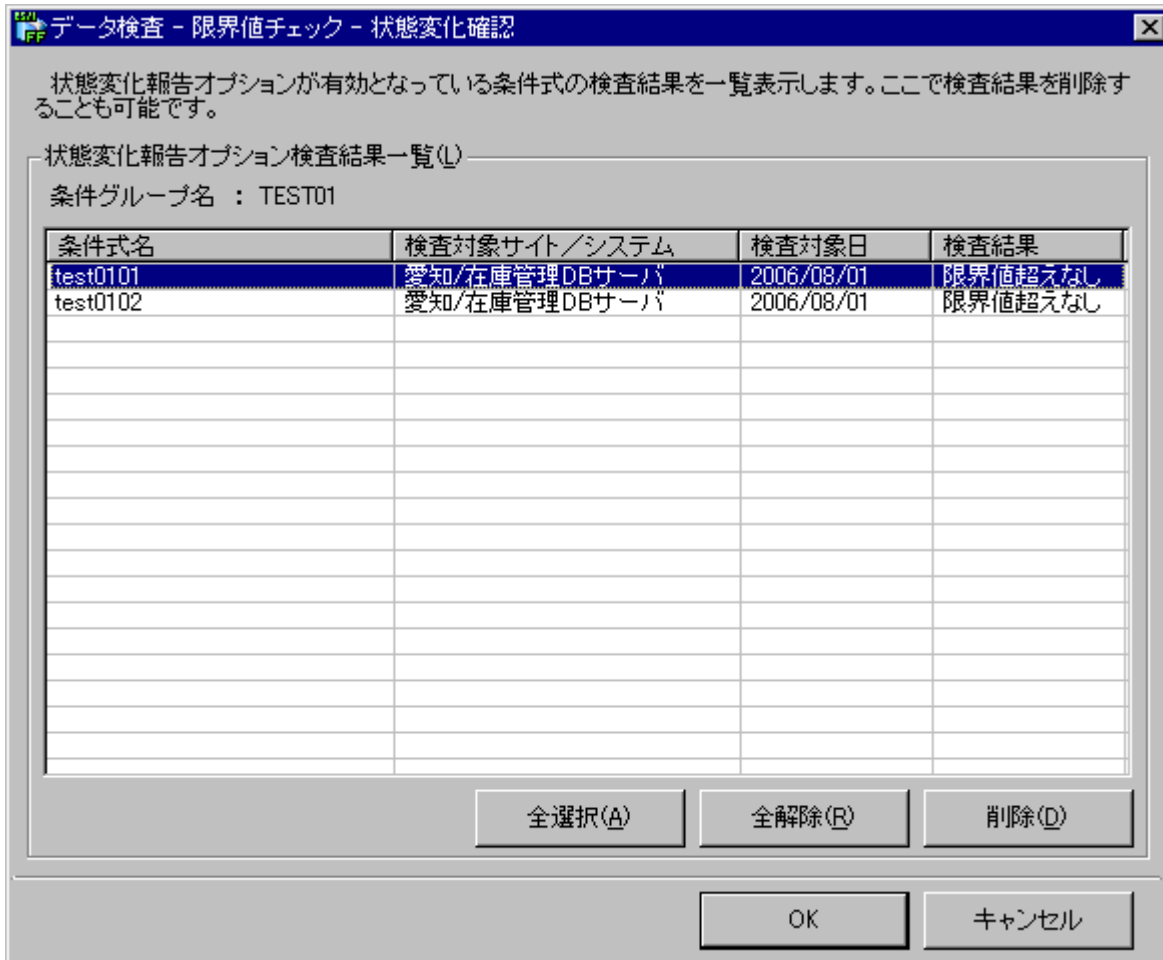 データ検査 - 限界値チェック - 状態変化確認
状態変化報告オプションが有効となっている条件式の検査結果を一覧表示します。ここで検査結果を削除す
ることも可能です。
状態変化報告オプション検査結果一覧(L)
条件グループ名 : TEST01
条件式名 検査対象サイト/システム 検査対象日 検査結果
test0101 愛知/在庫管理DBサーバ 2006/08/01 限界値超えなし
test0102 愛知/在庫管理DBサーバ 2006/08/01 限界値超えなし
全選択(A) 全解除(R) 削除(D)
OK キャンセル